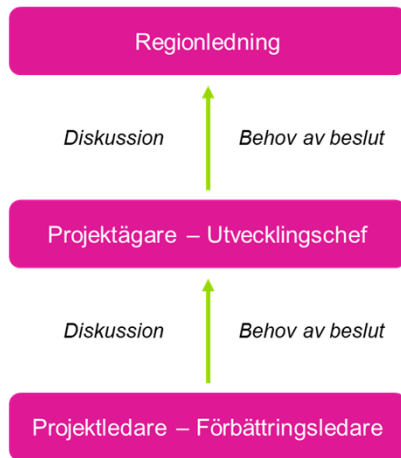 Regionledning
Diskussion
Behov av beslut
Projektägare – Utvecklingschef
Diskussion
Behov av beslut
Projektledare – Förbättringsledare